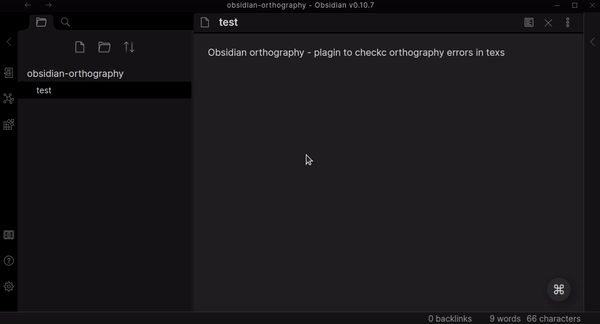 obsidian-orthography - Obsidian v0.10.7
test
Obsidian orthography - plagin to checkc orthography errors in texs
obsidian-orthography
test
0 backlinks 9 words 66 characters